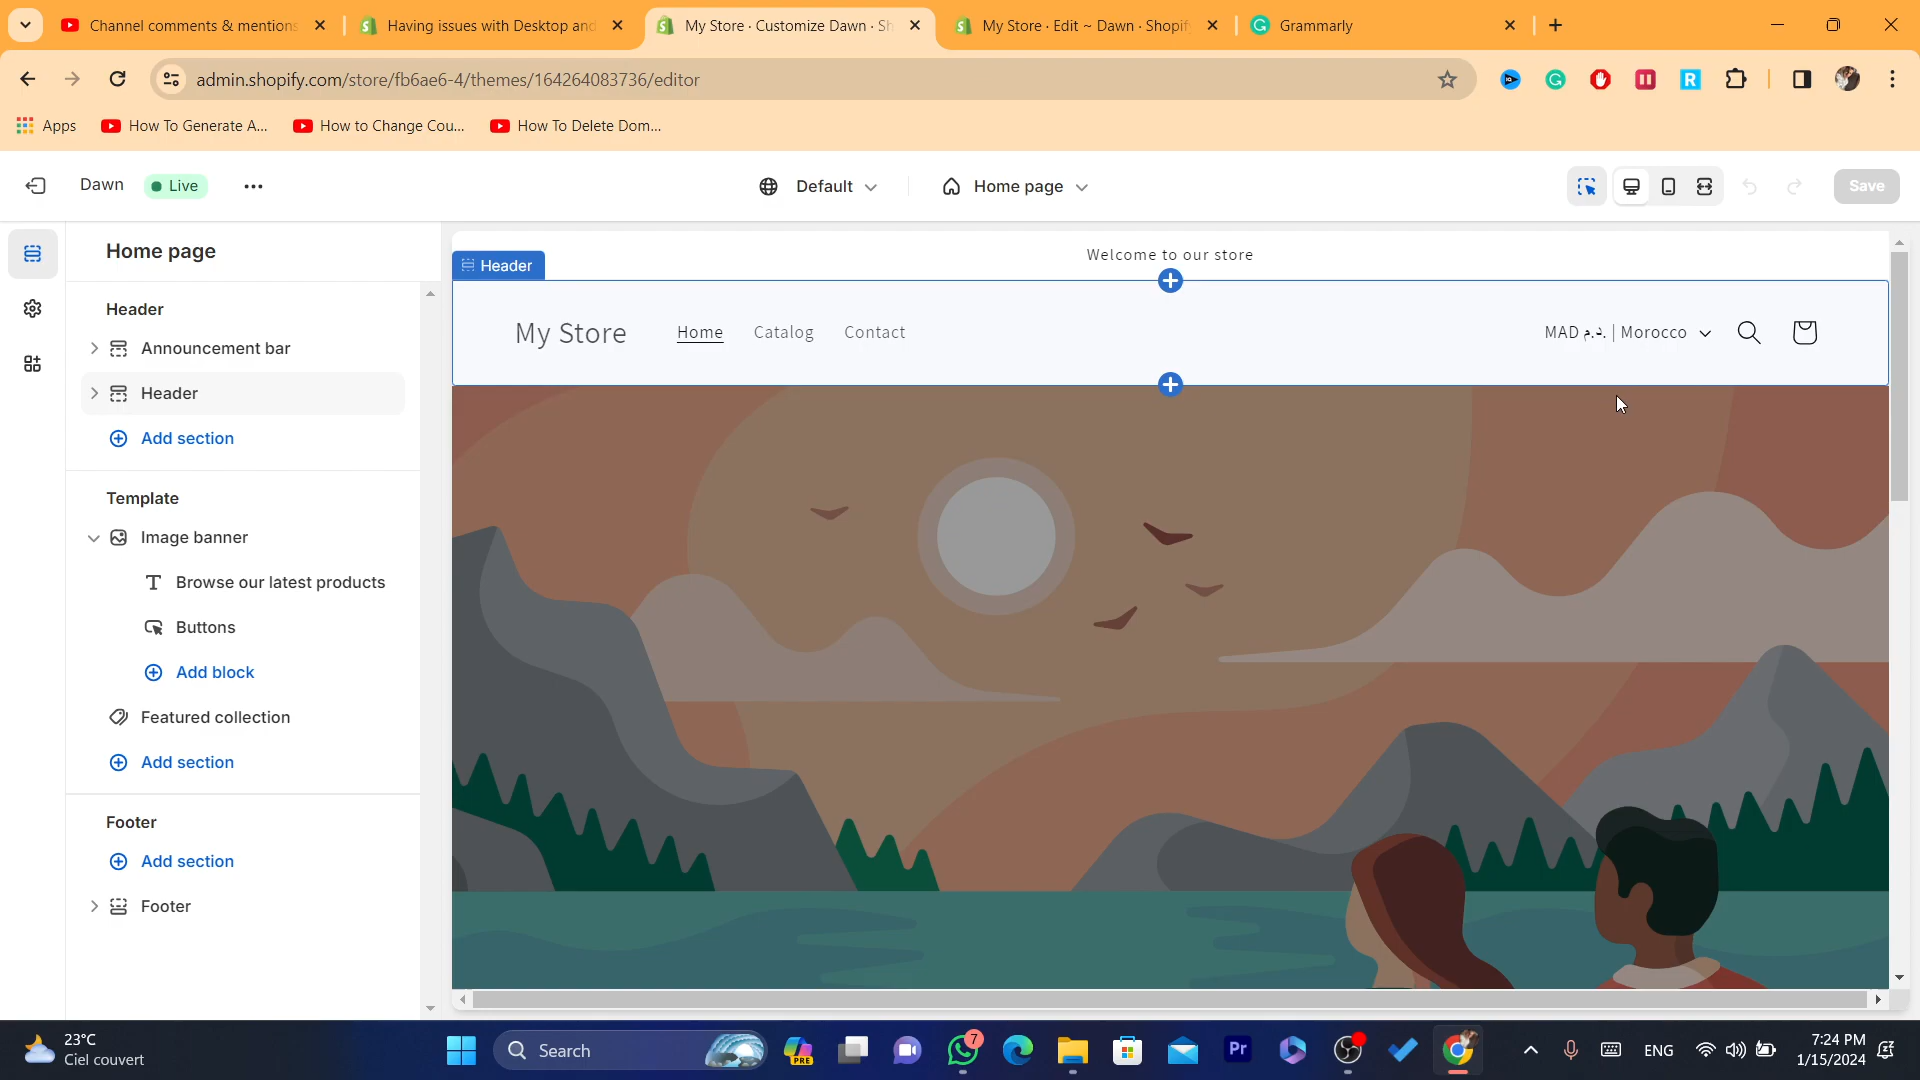 Channel comments & mentions
Having issues with Desktop and
My Store · Customize Dawn · Sh
My Store · Edit ~ Dawn · Shopif
Grammarly
admin.shopify.com/store/fb6ae6-4/themes/164264083736/editor
Apps
How To Generate A...
How to Change Cou...
How To Delete Dom...
Dawn
Live
Default
Home page
Save
Home page
Header
Announcement bar
Header
Add section
Template
Image banner
Browse our latest products
Buttons
Add block
Featured collection
Add section
Footer
Add section
Footer
Welcome to our store
Header
My Store
Home
Catalog
Contact
MAD د.م. | Morocco
23°C
Ciel couvert
Search
PRE
7
Pr
ENG
7:24 PM
1/15/2024